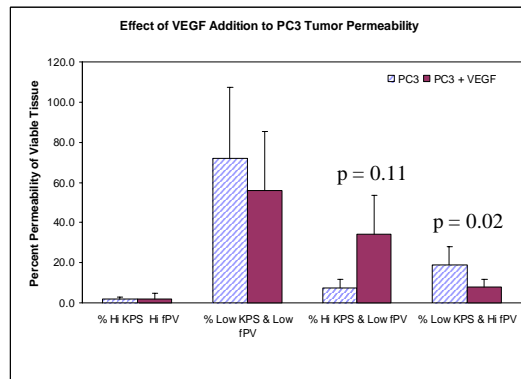 Effect of VEGF Addition to PC3 Tumor Permeability
PC3 PC3 + VEGF
Percent Permeability of Viable Tissue
120.0
100.0
80.0
60.0
40.0
20.0
0.0
p = 0.11
p = 0.02
% Hi KPS Hi fPV
% Low KPS & Low
fPV
% Hi KPS & Low fPV
% Low KPS & Hi fPV